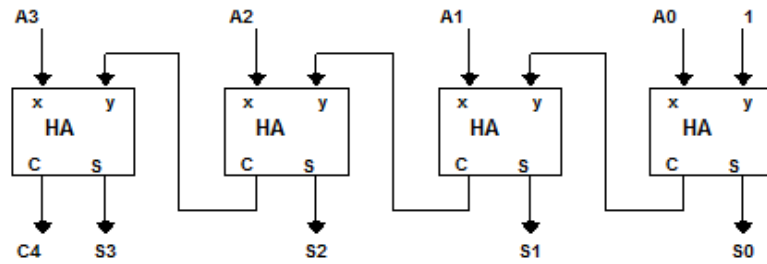 A3 A2 A1 A0 1
x y x y x y x y
HA HA HA HA
C S C S C S C S
C4 S3 S2 S1 S0